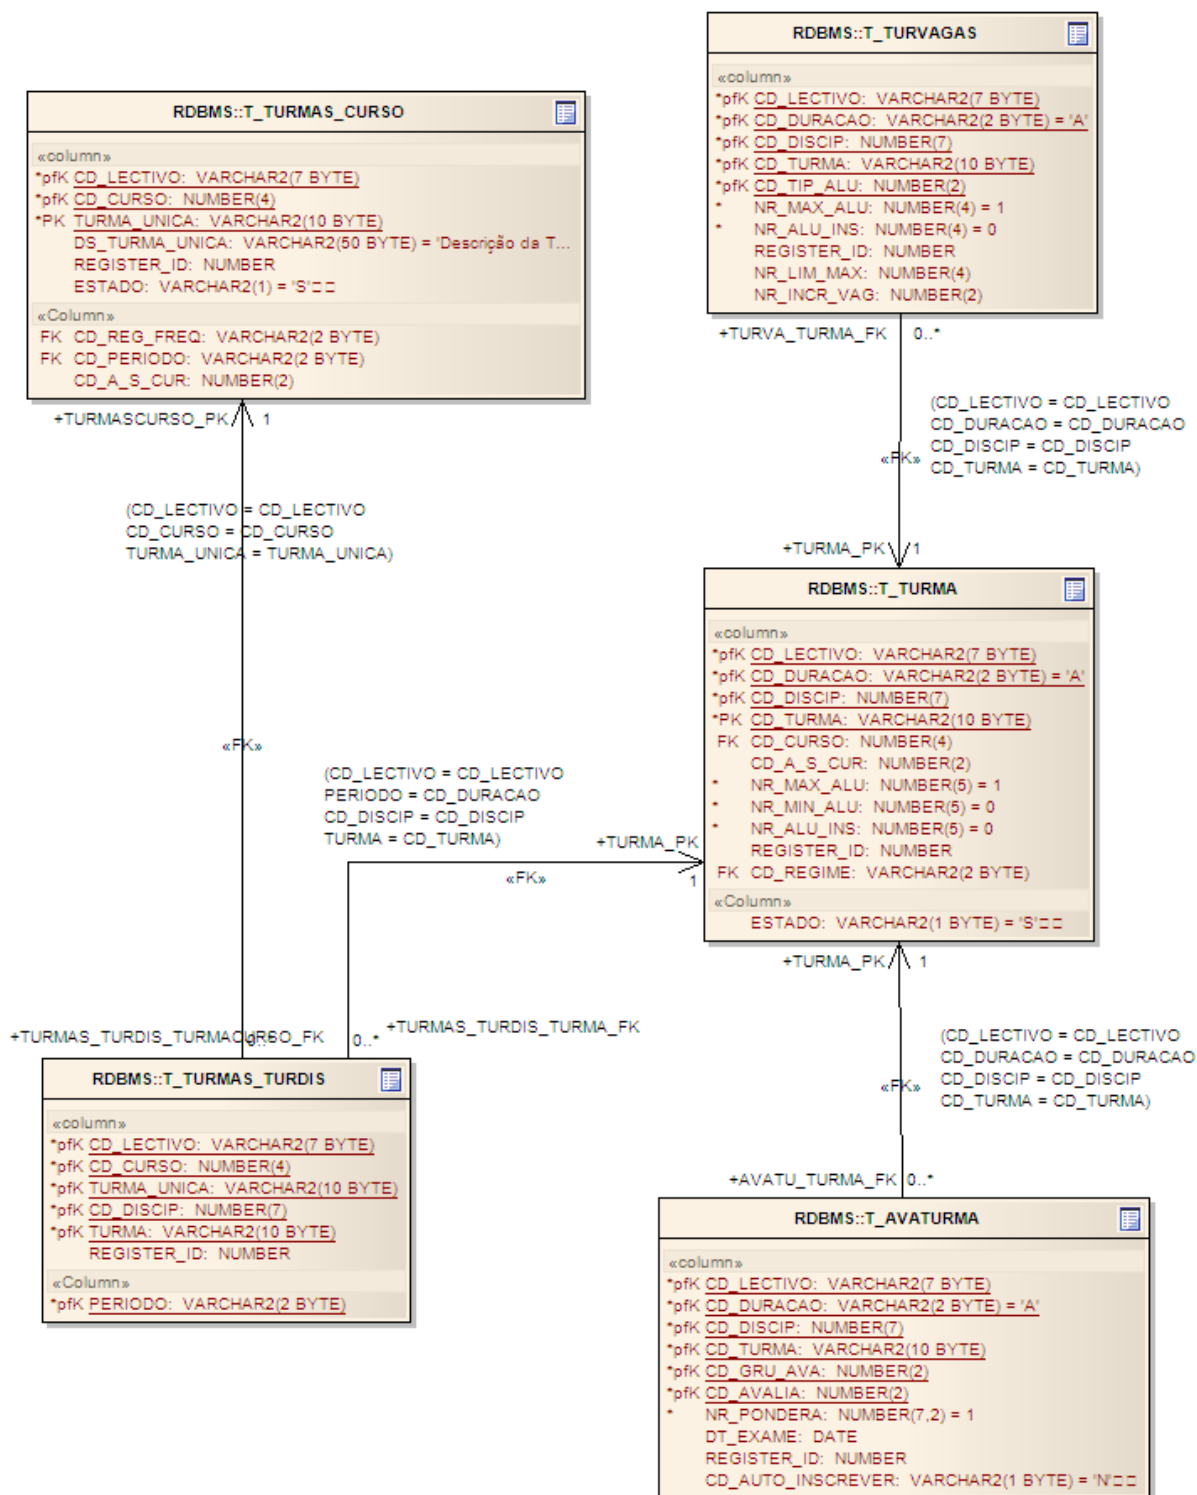 RDBMS::T_TURVAGAS
«column»
*pfK CD_LECTIVO: VARCHAR2(7 BYTE)
*pfK CD_DURACAO: VARCHAR2(2 BYTE) = 'A'
*pfK CD_DISCIP: NUMBER(7)
*pfK CD_TURMA: VARCHAR2(10 BYTE)
*pfK CD_TIP_ALU: NUMBER(2)
* NR_MAX_ALU: NUMBER(4) = 1
* NR_ALU_INS: NUMBER(4) = 0
REGISTER_ID: NUMBER
NR_LIM_MAX: NUMBER(4)
NR_INCR_VAG: NUMBER(2)
+TURVA_TURMA_FK 0..*
(CD_LECTIVO = CD_LECTIVO
CD_DURACAO = CD_DURACAO
CD_DISCIP = CD_DISCIP
CD_TURMA = CD_TURMA)
«FK»
+TURMA_PK 1
RDBMS::T_TURMAS_CURSO
«column»
*pfK CD_LECTIVO: VARCHAR2(7 BYTE)
*pfK CD_CURSO: NUMBER(4)
*PK TURMA_UNICA: VARCHAR2(10 BYTE)
DS_TURMA_UNICA: VARCHAR2(50 BYTE) = 'Descrição da T...
REGISTER_ID: NUMBER
ESTADO: VARCHAR2(1) = 'S'□□
«Column»
FK CD_REG_FREQ: VARCHAR2(2 BYTE)
FK CD_PERIODO: VARCHAR2(2 BYTE)
CD_A_S_CUR: NUMBER(2)
+TURMASCURSO_PK 1
(CD_LECTIVO = CD_LECTIVO
CD_CURSO = CD_CURSO
TURMA_UNICA = TURMA_UNICA)
«FK»
RDBMS::T_TURMA
«column»
*pfK CD_LECTIVO: VARCHAR2(7 BYTE)
*pfK CD_DURACAO: VARCHAR2(2 BYTE) = 'A'
*pfK CD_DISCIP: NUMBER(7)
*PK CD_TURMA: VARCHAR2(10 BYTE)
FK CD_CURSO: NUMBER(4)
CD_A_S_CUR: NUMBER(2)
* NR_MAX_ALU: NUMBER(5) = 1
* NR_MIN_ALU: NUMBER(5) = 0
* NR_ALU_INS: NUMBER(5) = 0
REGISTER_ID: NUMBER
FK CD_REGIME: VARCHAR2(2 BYTE)
«Column»
ESTADO: VARCHAR2(1 BYTE) = 'S'□□
(CD_LECTIVO = CD_LECTIVO
PERIODO = CD_DURACAO
CD_DISCIP = CD_DISCIP
TURMA = CD_TURMA)
+TURMA_PK
«FK»
1
+TURMA_PK 1
(CD_LECTIVO = CD_LECTIVO
CD_DURACAO = CD_DURACAO
CD_DISCIP = CD_DISCIP
CD_TURMA = CD_TURMA)
«FK»
+AVATU_TURMA_FK 0..*
+TURMAS_TURDIS_TURMACURSO_FK 0..*
+TURMAS_TURDIS_TURMA_FK
0..*
RDBMS::T_TURMAS_TURDIS
«column»
*pfK CD_LECTIVO: VARCHAR2(7 BYTE)
*pfK CD_CURSO: NUMBER(4)
*pfK TURMA_UNICA: VARCHAR2(10 BYTE)
*pfK CD_DISCIP: NUMBER(7)
*pfK TURMA: VARCHAR2(10 BYTE)
REGISTER_ID: NUMBER
«Column»
*pfK PERIODO: VARCHAR2(2 BYTE)
RDBMS::T_AVATURMA
«column»
*pfK CD_LECTIVO: VARCHAR2(7 BYTE)
*pfK CD_DURACAO: VARCHAR2(2 BYTE) = 'A'
*pfK CD_DISCIP: NUMBER(7)
*pfK CD_TURMA: VARCHAR2(10 BYTE)
*pfK CD_GRU_AVA: NUMBER(2)
*pfK CD_AVALIA: NUMBER(2)
* NR_PONDERA: NUMBER(7,2) = 1
DT_EXAME: DATE
REGISTER_ID: NUMBER
CD_AUTO_INSCREVER: VARCHAR2(1 BYTE) = 'N'□□